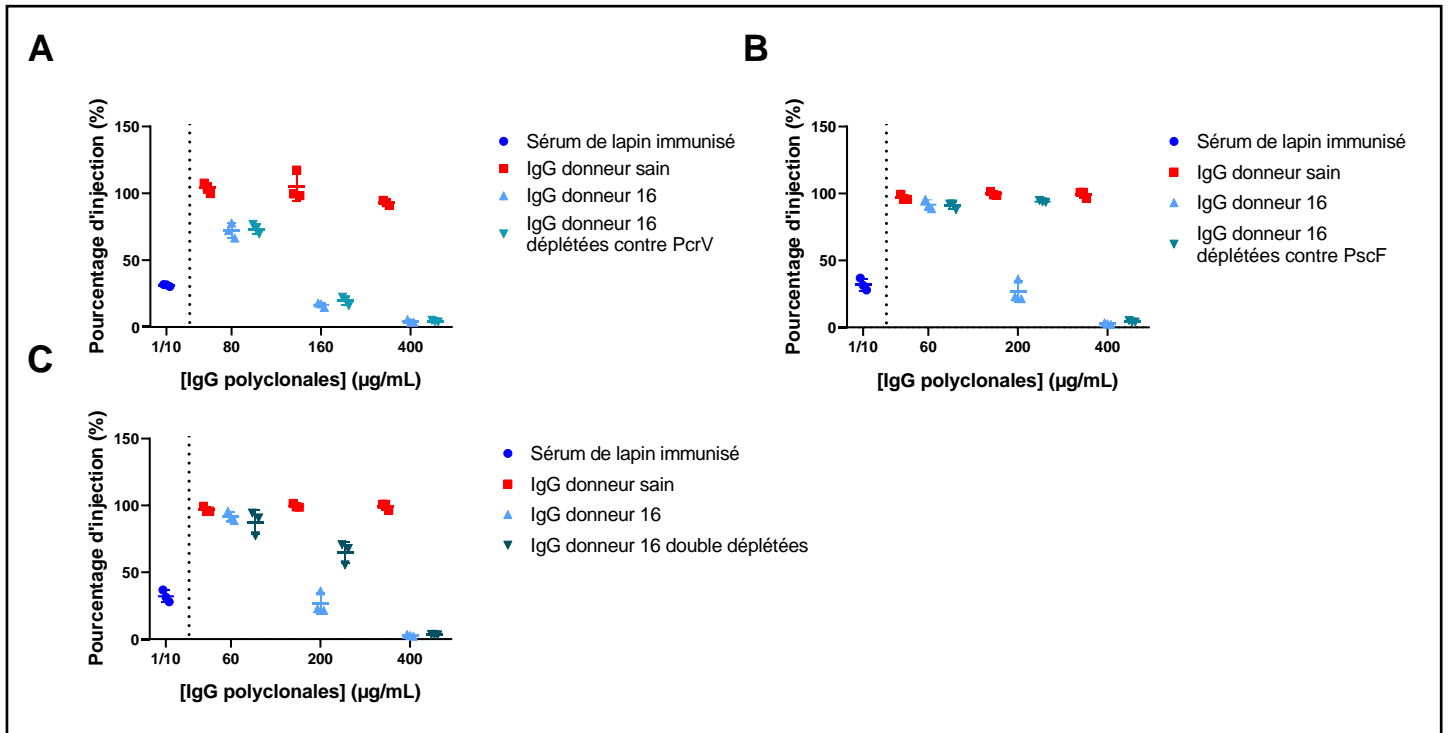 A
Pourcentage d'injection (%)
150
100
50
0
1/10
80
160
400
[IgG polyclonales] (µg/mL)
Sérum de lapin immunisé
IgG donneur sain
IgG donneur 16
IgG donneur 16
déplétées contre PcrV
B
Pourcentage d'injection (%)
150
100
50
0
1/10
60
200
400
[IgG polyclonales] (µg/mL)
Sérum de lapin immunisé
IgG donneur sain
IgG donneur 16
IgG donneur 16
déplétées contre PscF
C
Pourcentage d'injection (%)
150
100
50
0
1/10
60
200
400
[IgG polyclonales] (µg/mL)
Sérum de lapin immunisé
IgG donneur sain
IgG donneur 16
IgG donneur 16 double déplétées